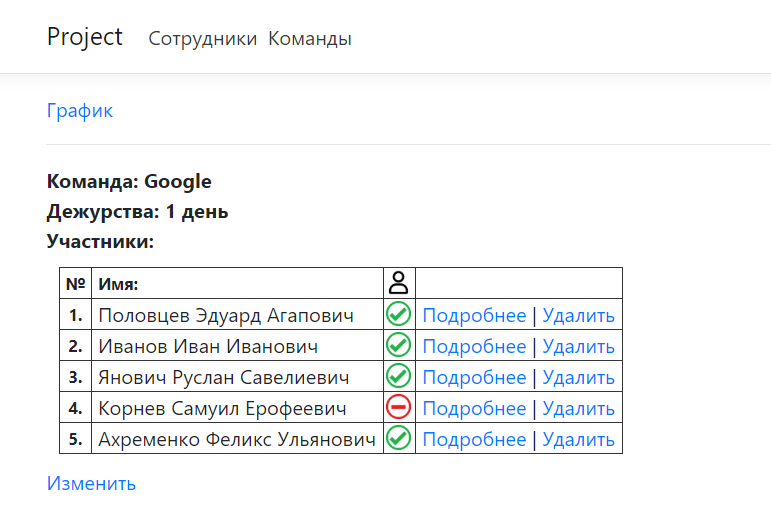 Project Сотрудники Команды
График
Команда: Google
Дежурства: 1 день
Участники:
№ Имя:
1. Половцев Эдуард Агапович Подробнее | Удалить
2. Иванов Иван Иванович Подробнее | Удалить
3. Янович Руслан Савелиевич Подробнее | Удалить
4. Корнев Самуил Ерофеевич Подробнее | Удалить
5. Ахременко Феликс Ульянович Подробнее | Удалить
Изменить